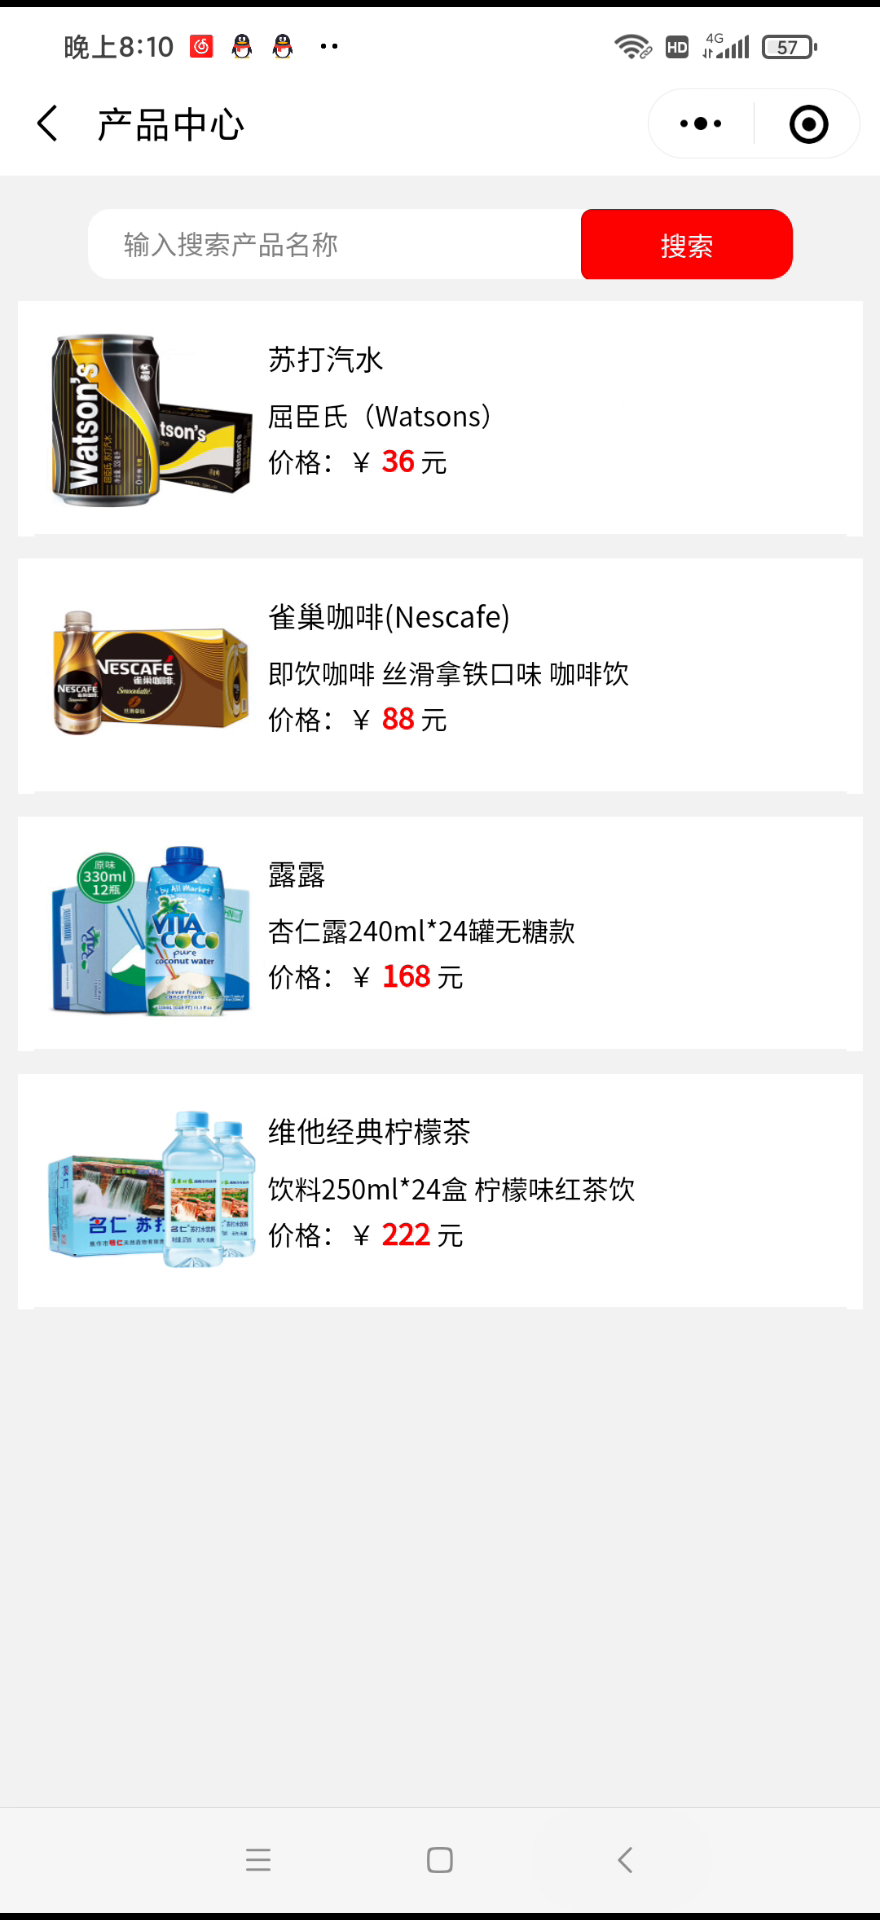 晚上8:10
HD
4G
57
产品中心
输入搜索产品名称
搜索
Watson's
tson's
苏打汽水
屈臣氏（Watsons）
价格：￥ 36 元
NESCAFÉ
雀巢咖啡
NESCAFÉ
雀巢咖啡(Nescafe)
即饮咖啡 丝滑拿铁口味 咖啡饮
价格：￥ 88 元
原味
330ml
12瓶
by All Market
VITA
COCO
pure
coconut water
露露
杏仁露240ml*24罐无糖款
价格：￥ 168 元
名仁 苏打
维他经典柠檬茶
饮料250ml*24盒 柠檬味红茶饮
价格：￥ 222 元